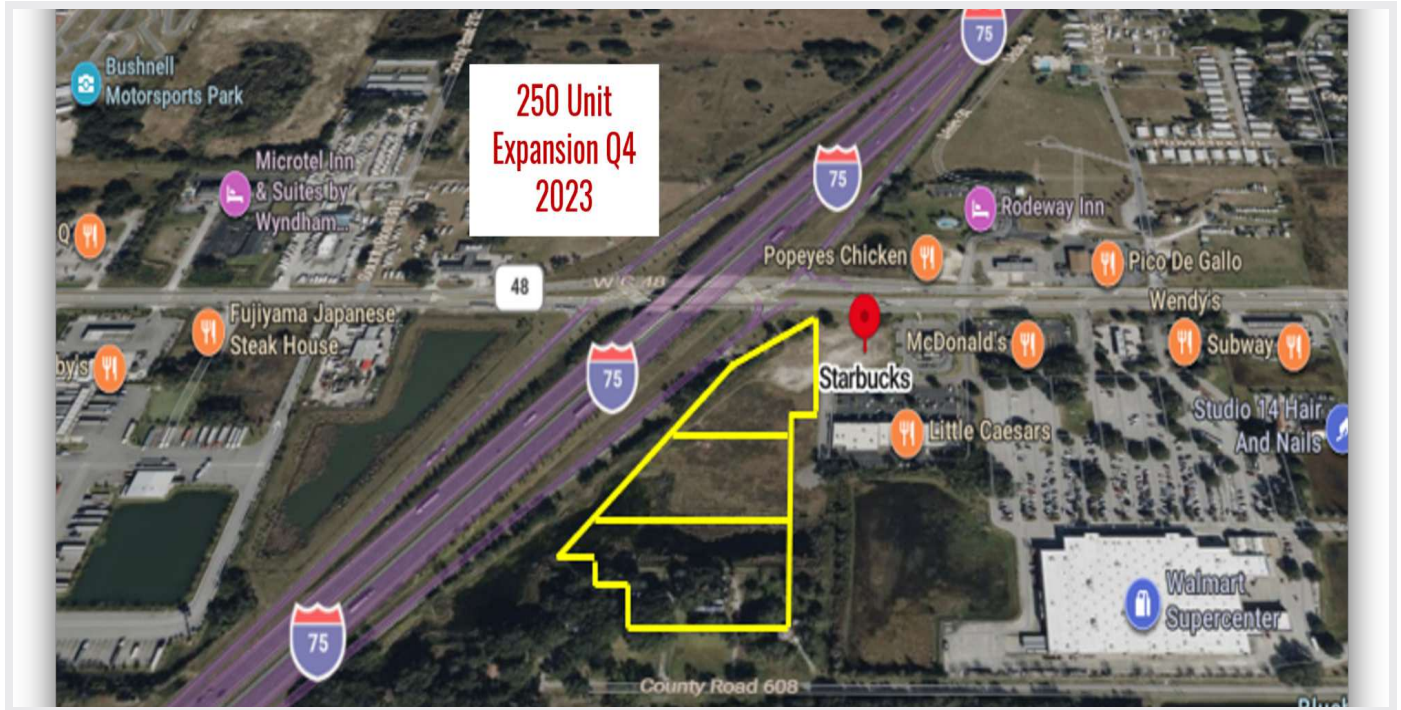 75
Bushnell
Motorsports Park
250 Unit
Expansion Q4
2023
Microtel Inn
& Suites by
Wyndham...
75
Rodeway Inn
Q
Popeyes Chicken
Pico De Gallo
48
W C 48
Wendy's
Fujiyama Japanese
Steak House
McDonald's
Subway
by's
75
Starbucks
Studio 14 Hair
And Nails
Little Caesars
Walmart
Supercenter
75
County Road 608